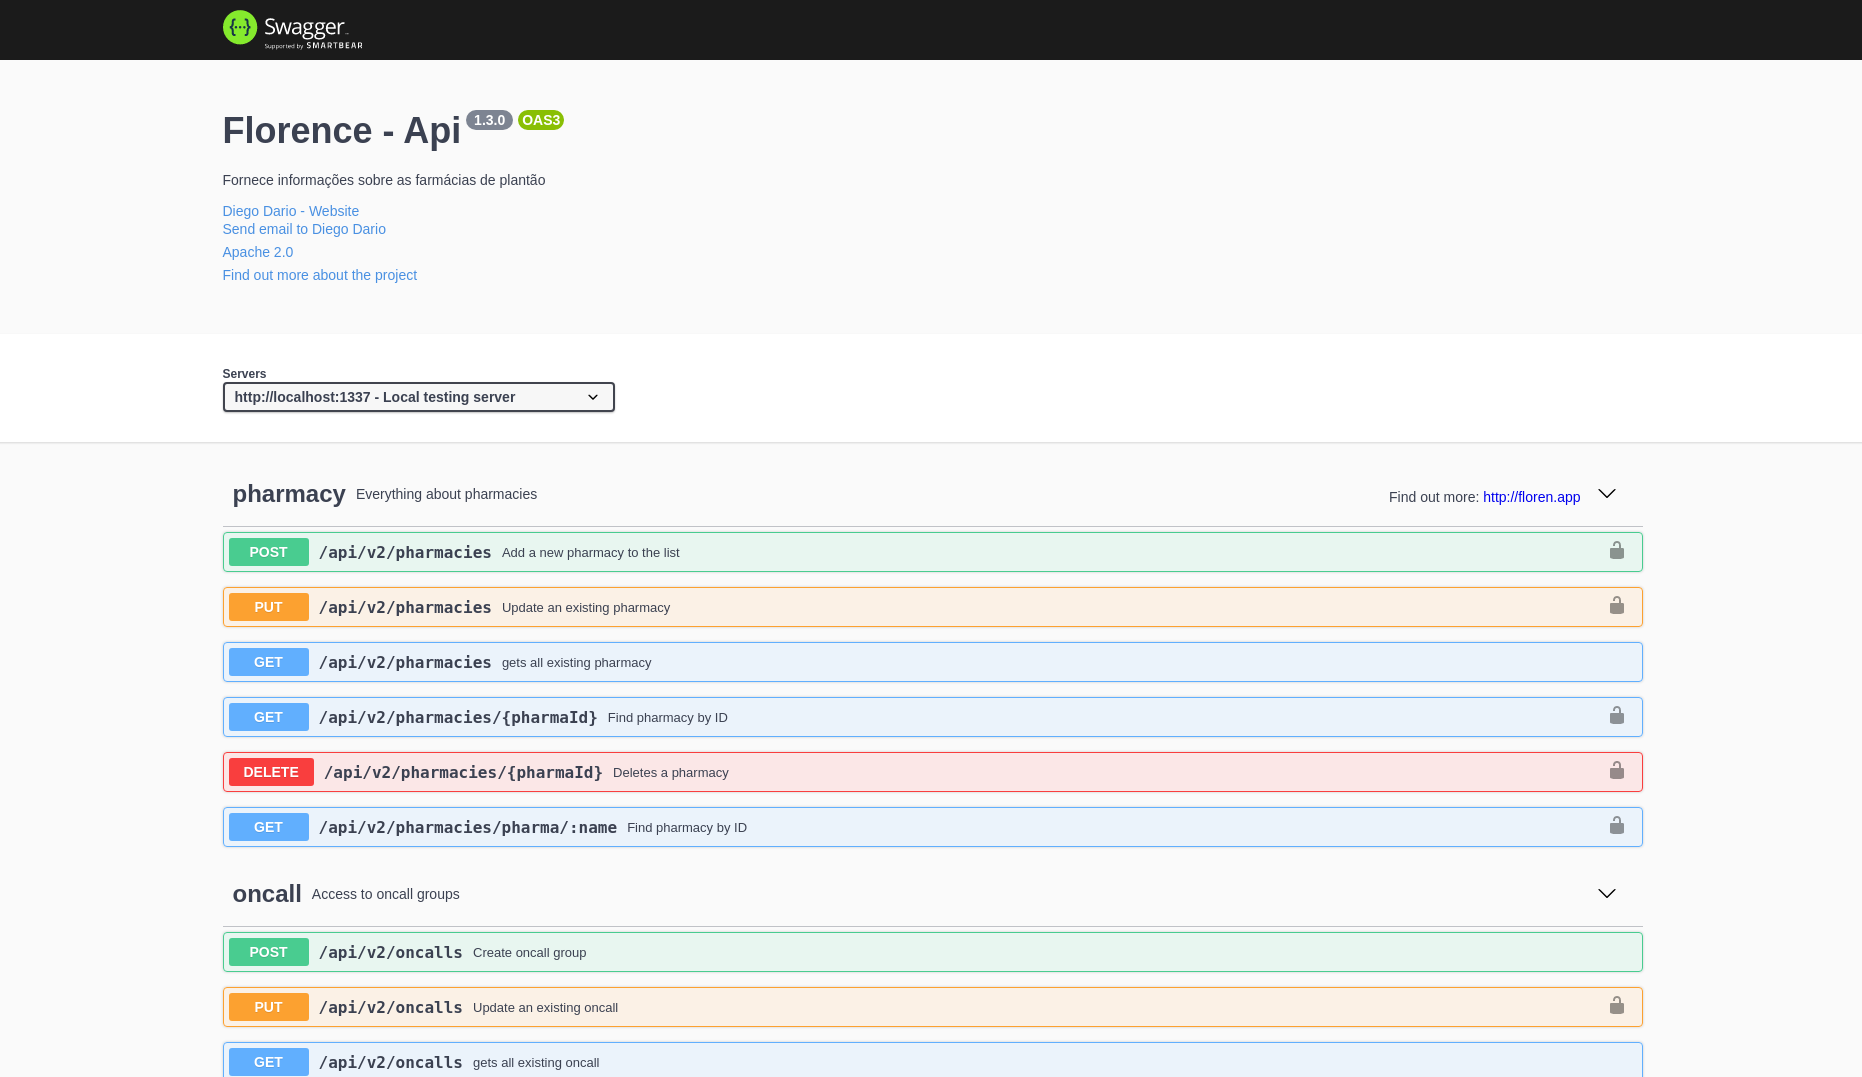 Swagger
Supported by SMARTBEAR
Florence - Api 1.3.0 OAS3
Fornece informações sobre as farmácias de plantão
Diego Dario - Website
Send email to Diego Dario
Apache 2.0
Find out more about the project
Servers
http://localhost:1337 - Local testing server
pharmacy Everything about pharmacies Find out more: http://floren.app
POST /api/v2/pharmacies Add a new pharmacy to the list
PUT /api/v2/pharmacies Update an existing pharmacy
GET /api/v2/pharmacies gets all existing pharmacy
GET /api/v2/pharmacies/{pharmaId} Find pharmacy by ID
DELETE /api/v2/pharmacies/{pharmaId} Deletes a pharmacy
GET /api/v2/pharmacies/pharma/:name Find pharmacy by ID
oncall Access to oncall groups
POST /api/v2/oncalls Create oncall group
PUT /api/v2/oncalls Update an existing oncall
GET /api/v2/oncalls gets all existing oncall